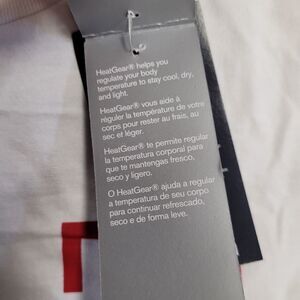 HeatGear® helps you
regulate your body
temperature to stay cool, dry,
and light.
HeatGear® vous aide à
réguler la température de votre
corps pour rester au frais, au
sec et léger.
HeatGear® te permite regular
la temperatura corporal para
que te mantengas fresco,
seco y ligero.
O HeatGear® ajuda a regular
a temperatura de seu corpo
para continuar refrescado,
seco e de forma leve.